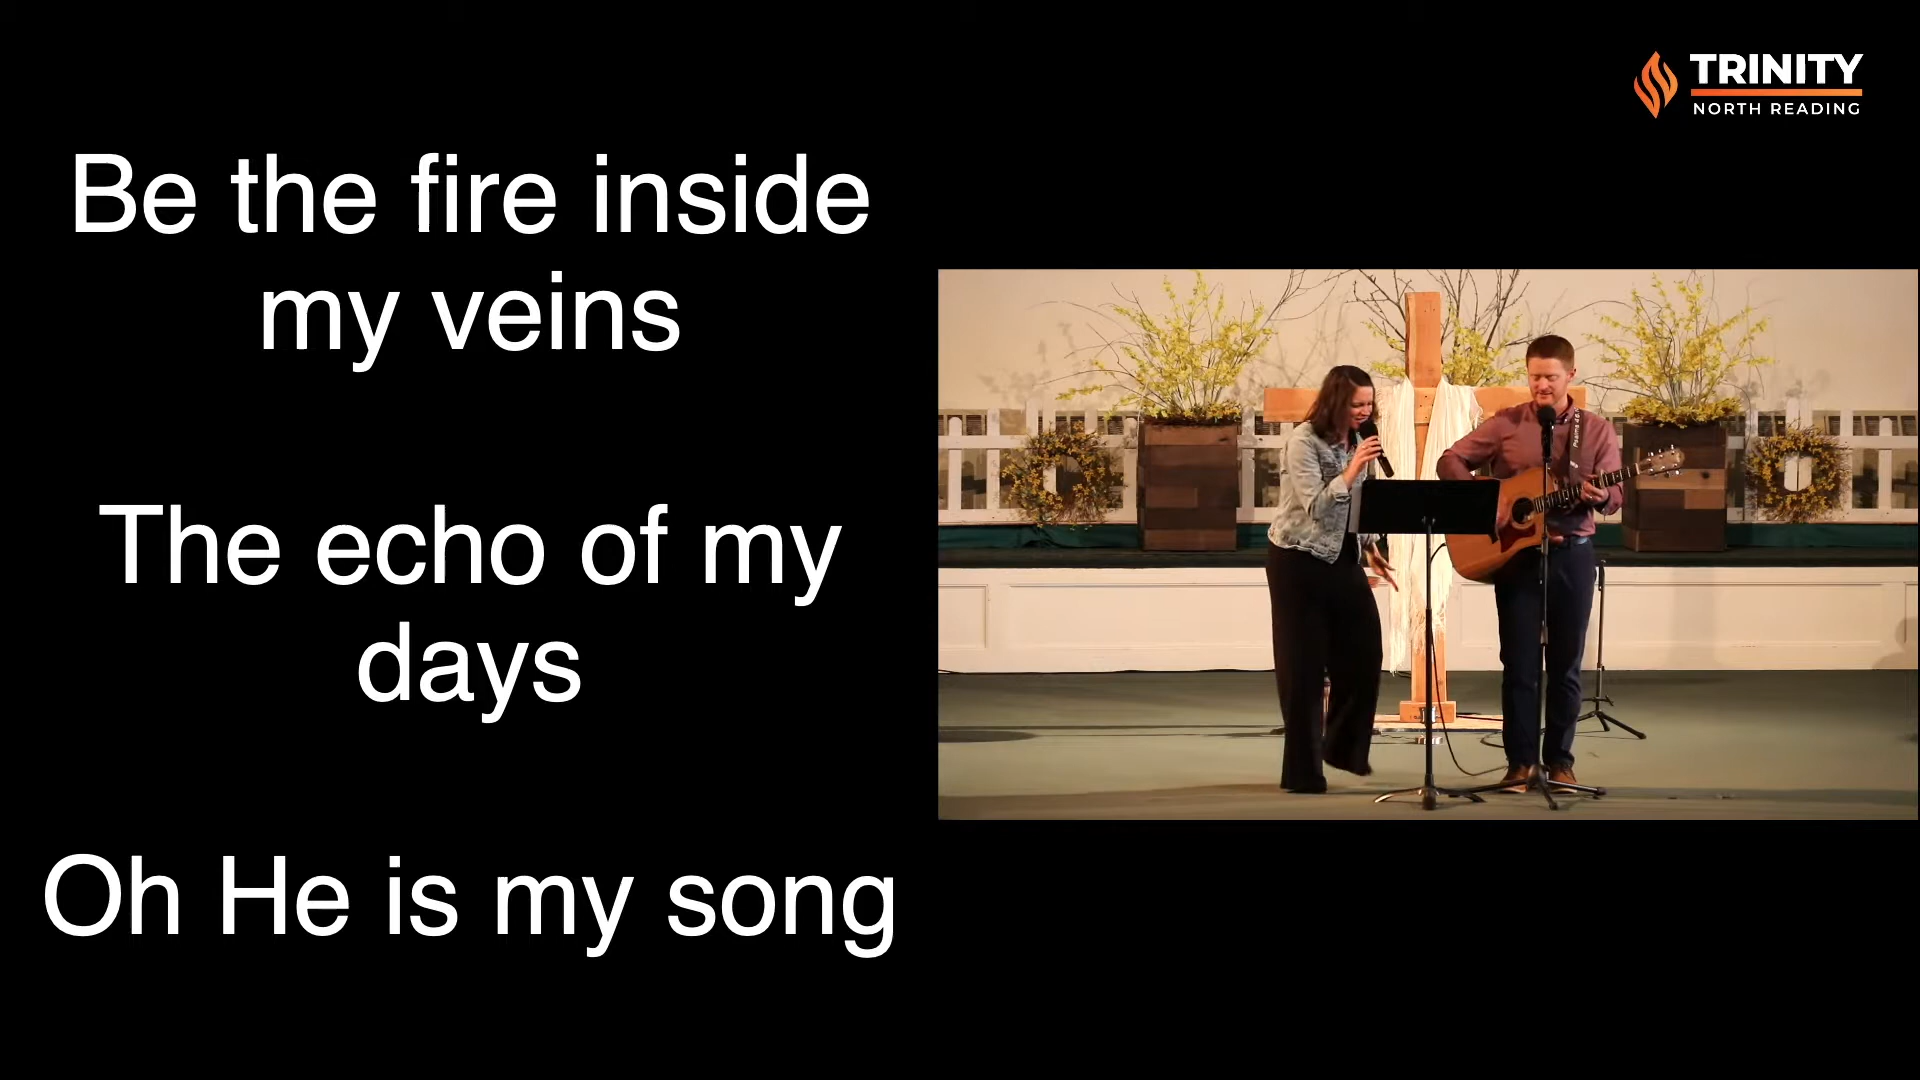 TRINITY
NORTH READING
Be the fire inside
my veins
The echo of my
days
Oh He is my song